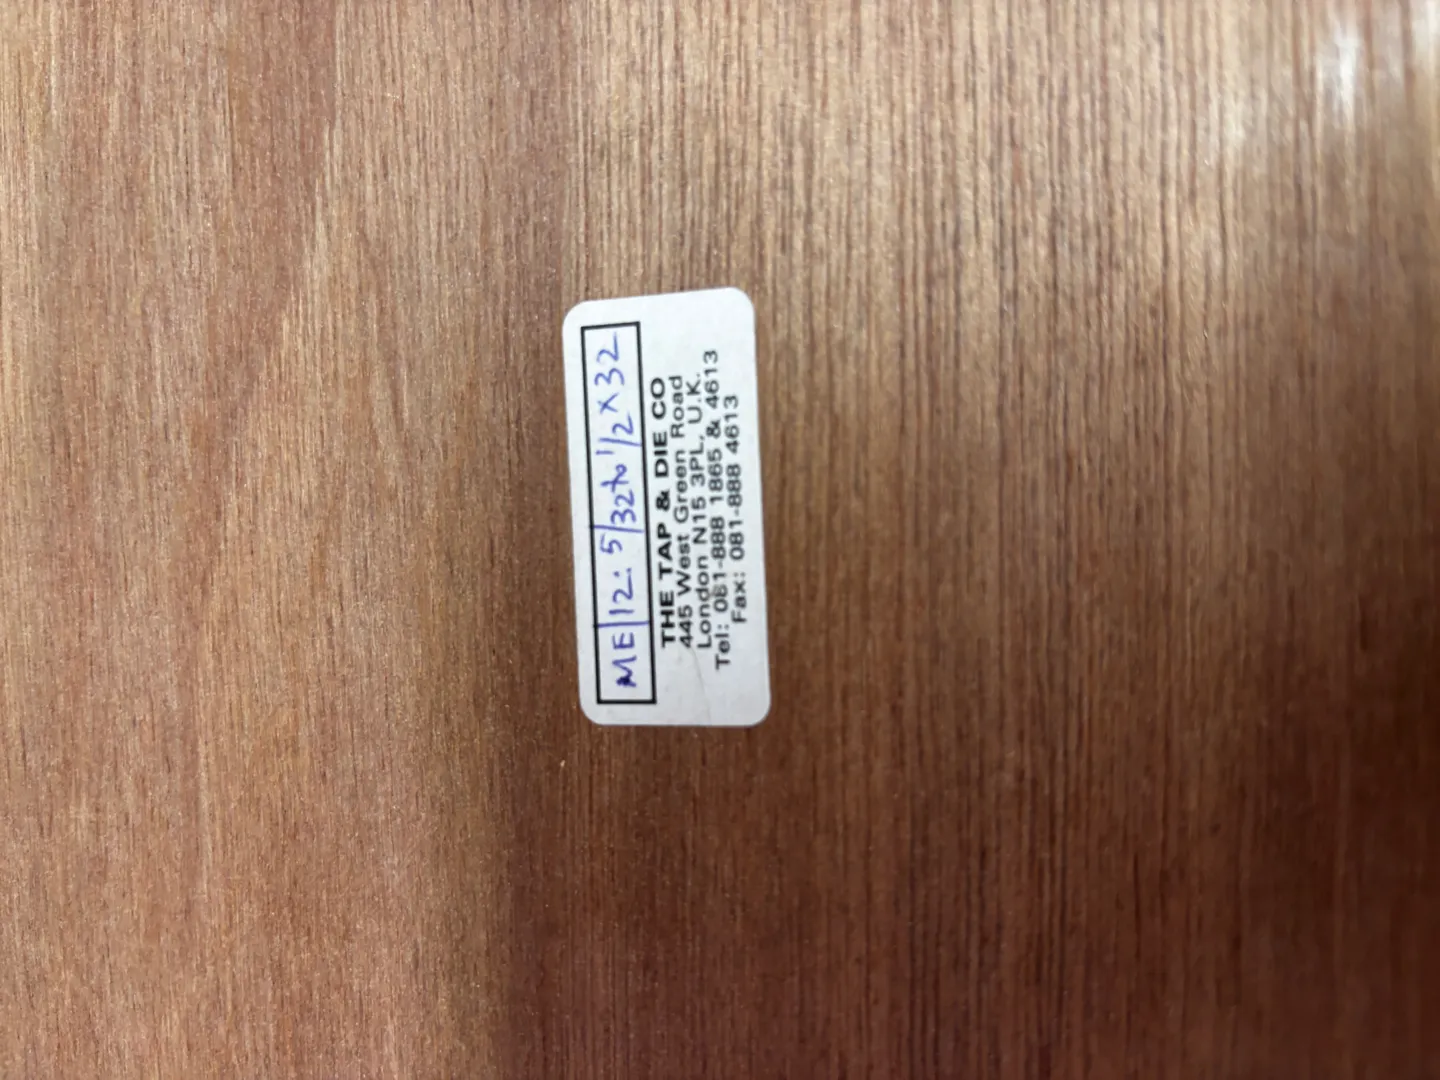 ME/12: 5/32 to 1/2 X 32
THE TAP & DIE CO
445 West Green Road
London N15 3PL, U.K.
Tel: 081-888 1865 & 4613
Fax: 081-888 4613